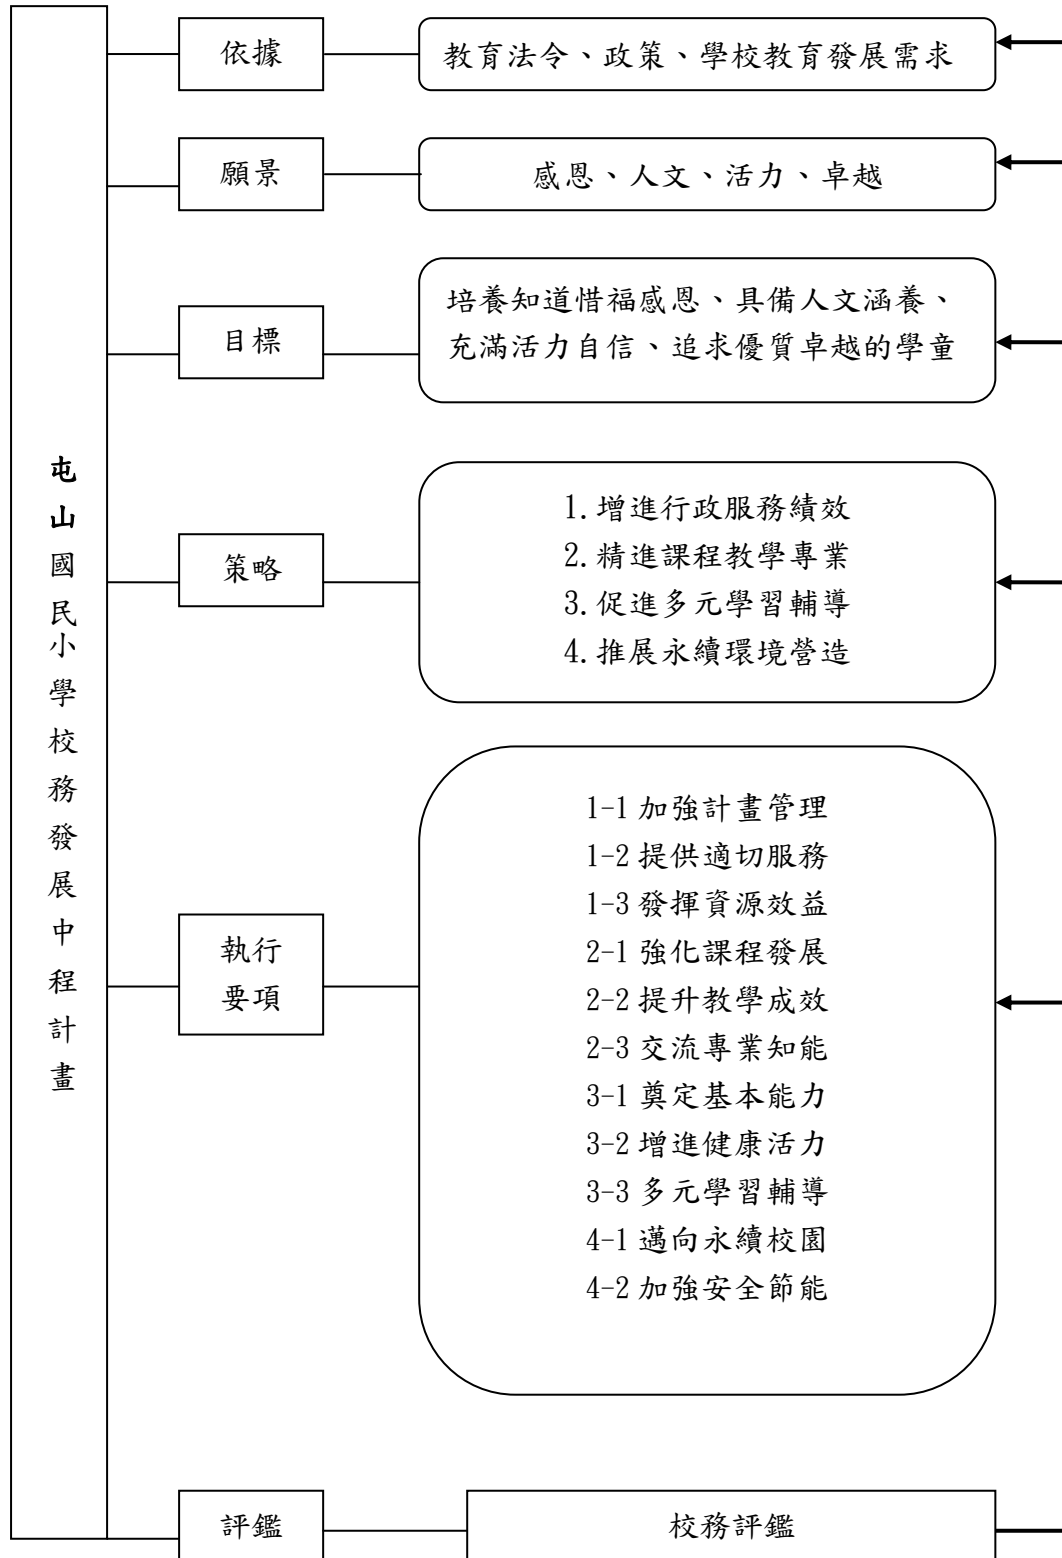 屯山國民小學校務發展中程計畫
依據
教育法令、政策、學校教育發展需求
願景
感恩、人文、活力、卓越
目標
培養知道惜福感恩、具備人文涵養、
充滿活力自信、追求優質卓越的學童
策略
1.增進行政服務績效
2.精進課程教學專業
3.促進多元學習輔導
4.推展永續環境營造
執行
要項
1-1 加強計畫管理
1-2 提供適切服務
1-3 發揮資源效益
2-1 強化課程發展
2-2 提升教學成效
2-3 交流專業知能
3-1 奠定基本能力
3-2 增進健康活力
3-3 多元學習輔導
4-1 邁向永續校園
4-2 加強安全節能
評鑑
校務評鑑